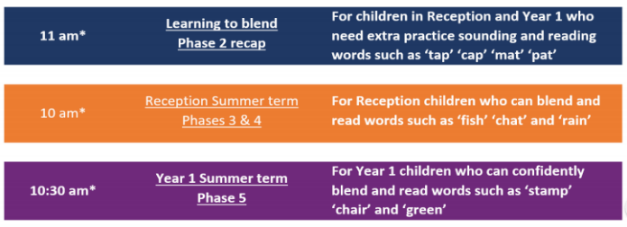 11 am*
Learning to blend
Phase 2 recap
For children in Reception and Year 1 who
need extra practice sounding and reading
words such as ‘tap’ ‘cap’ ‘mat’ ‘pat’
10 am*
Reception Summer term
Phases 3 & 4
For Reception children who can blend and
read words such as ‘fish’ ‘chat’ and ‘rain’
10:30 am*
Year 1 Summer term
Phase 5
For Year 1 children who can confidently
blend and read words such as ‘stamp’
‘chair’ and ‘green’